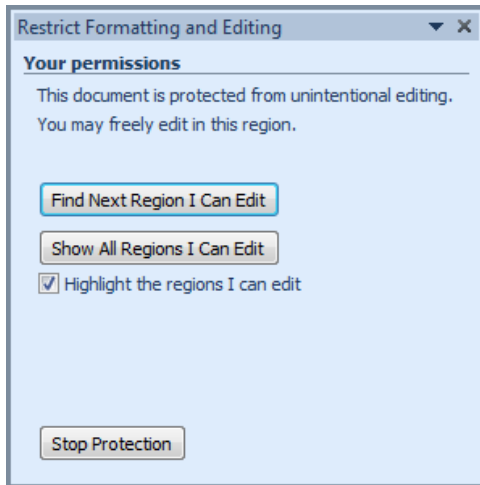 Restrict Formatting and Editing
Your permissions
This document is protected from unintentional editing.
You may freely edit in this region.
Find Next Region I Can Edit
Show All Regions I Can Edit
Highlight the regions I can edit
Stop Protection